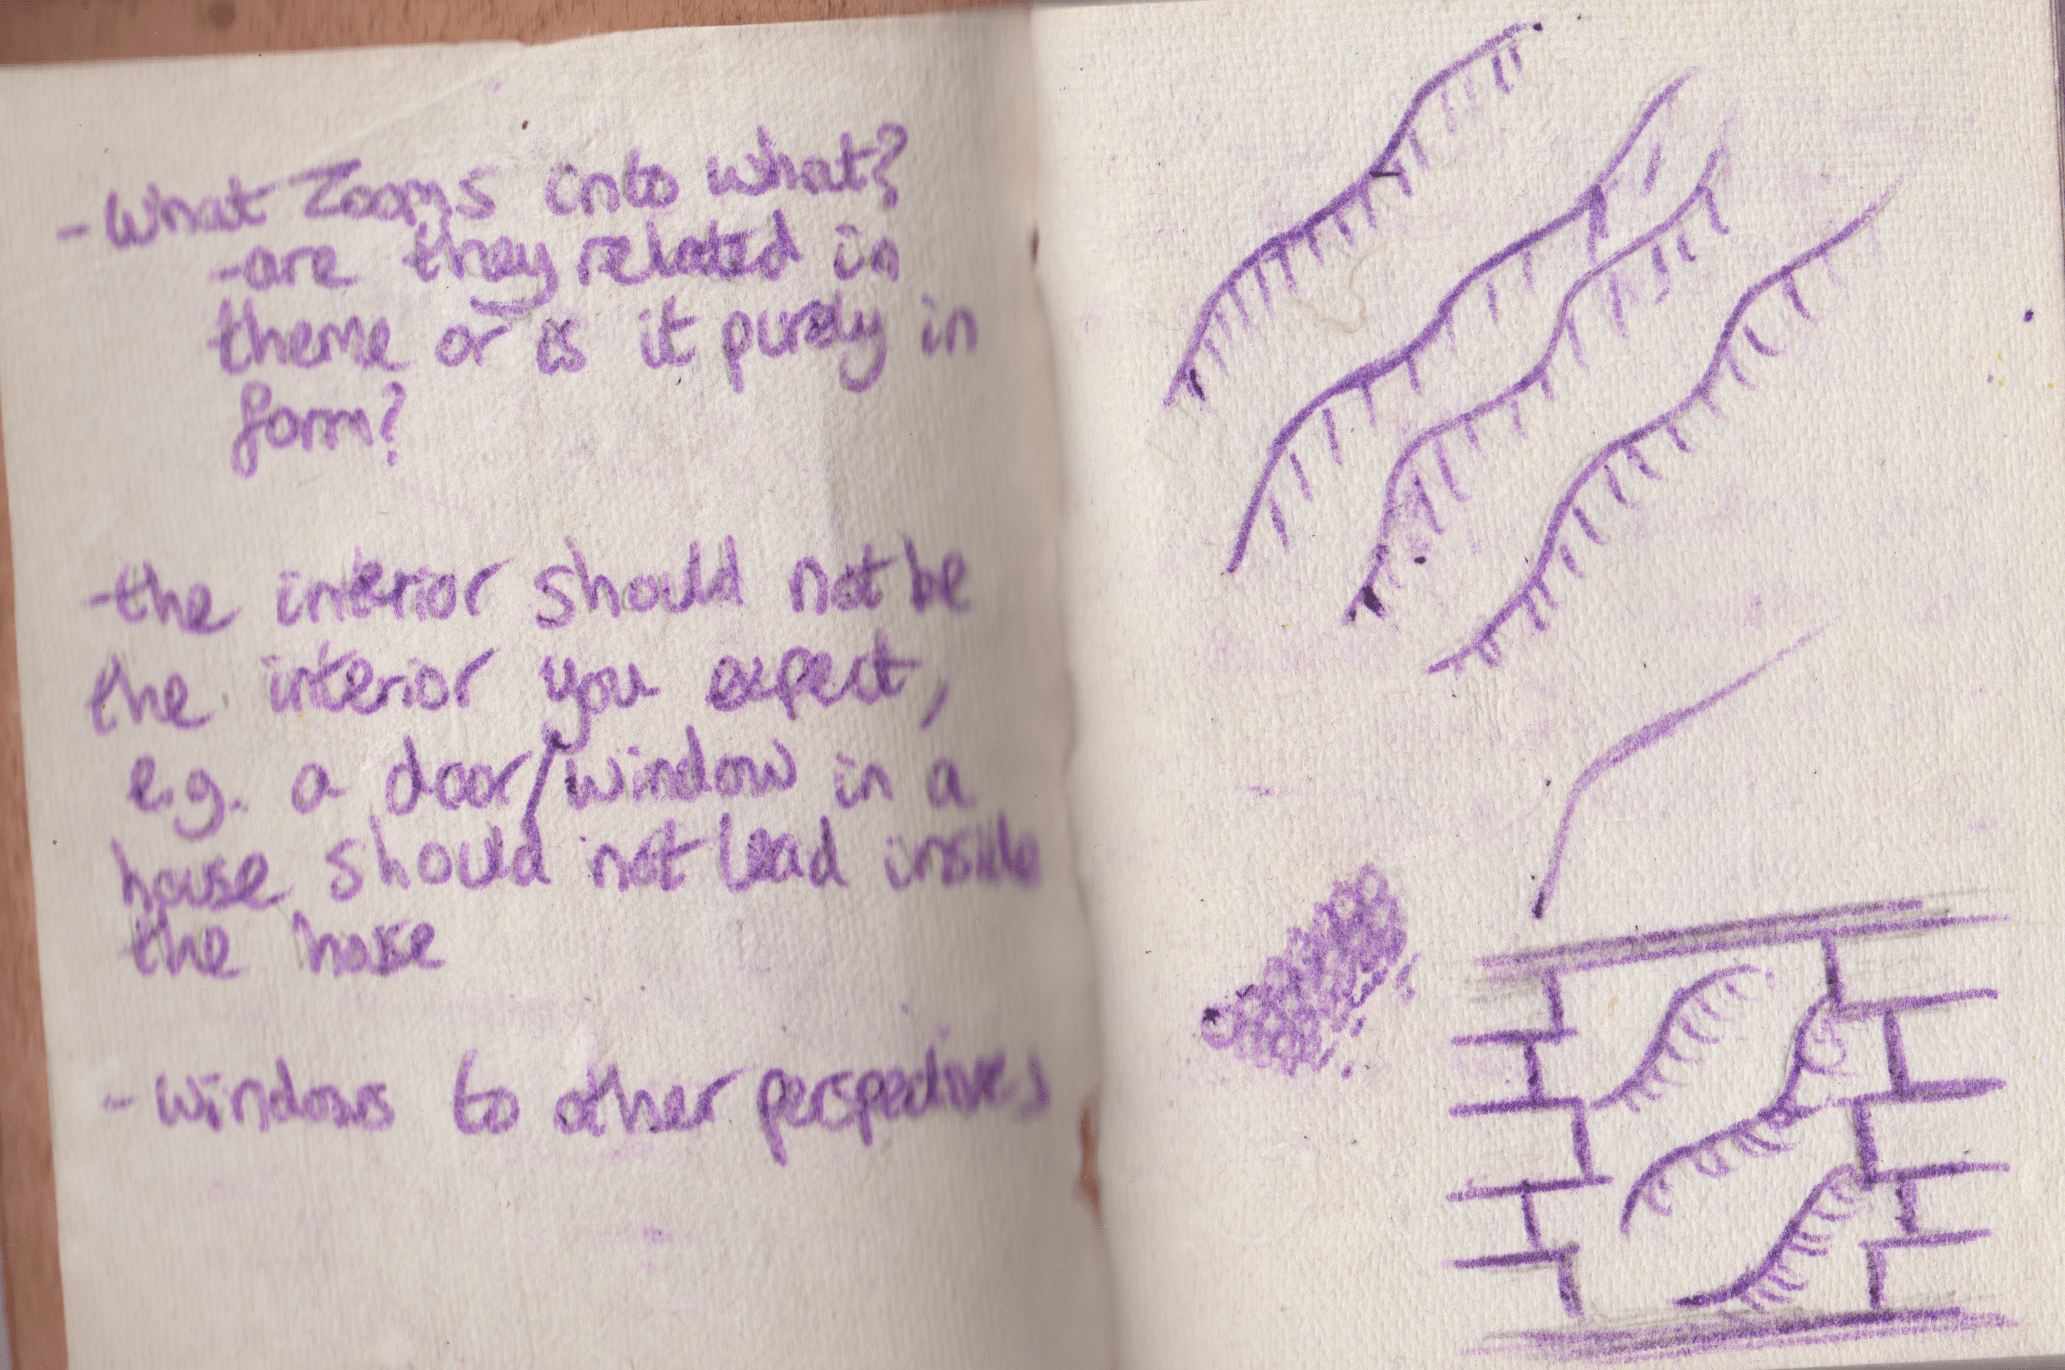 - What zooms into what?
-are they related in
theme or is it purely in
form?
-the interior should not be
the interior you expect,
e.g. a door/window in a
house should not lead inside
the house
- windows to other perspectives